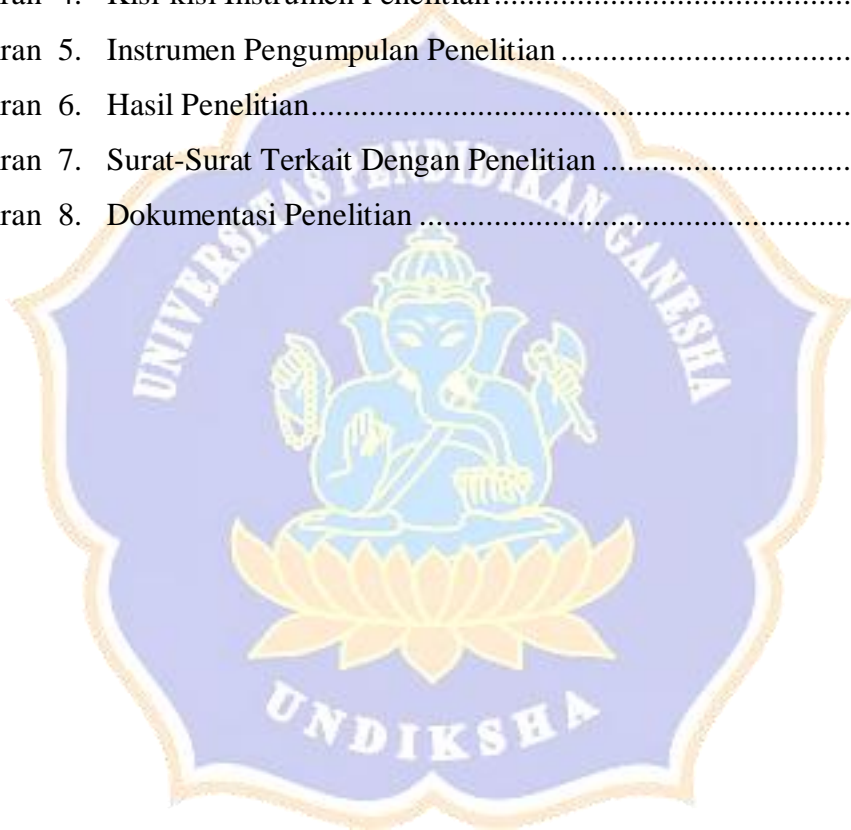 ran 4. Kisi-kisi Instrumen Penelitian....................................................
ran 5. Instrumen Pengumpulan Penelitian ..........................................
ran 6. Hasil Penelitian..........................................................................
ran 7. Surat-Surat Terkait Dengan Penelitian .....................................
ran 8. Dokumentasi Penelitian ............................................................
UNIVERSITAS PENDIDIKAN GANESHA
UNDIKSHA